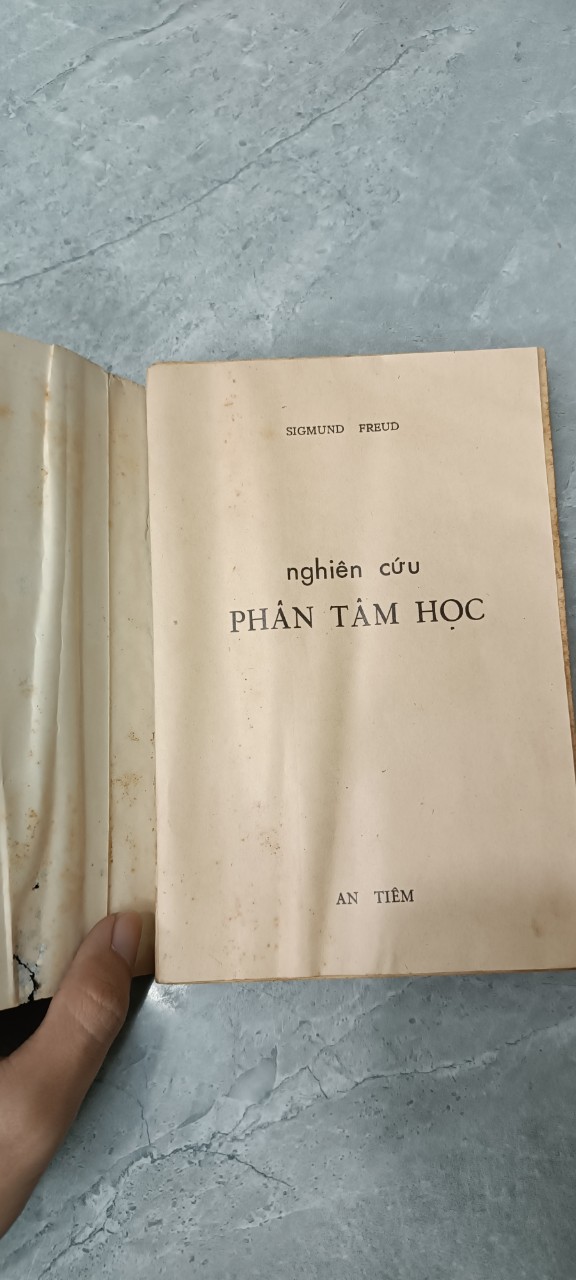 SIGMUND FREUD
nghiên cứu
PHÂN TÂM HỌC
AN TIÊM